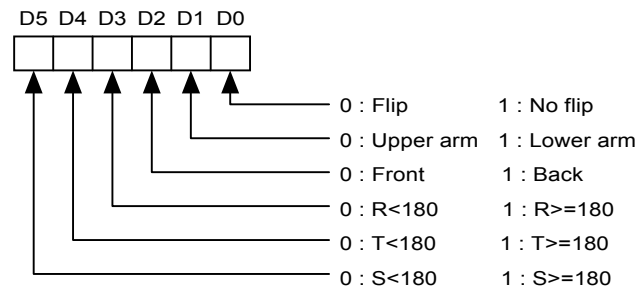 D5 D4 D3 D2 D1 D0
0 : Flip 1 : No flip
0 : Upper arm 1 : Lower arm
0 : Front 1 : Back
0 : R<180 1 : R>=180
0 : T<180 1 : T>=180
0 : S<180 1 : S>=180